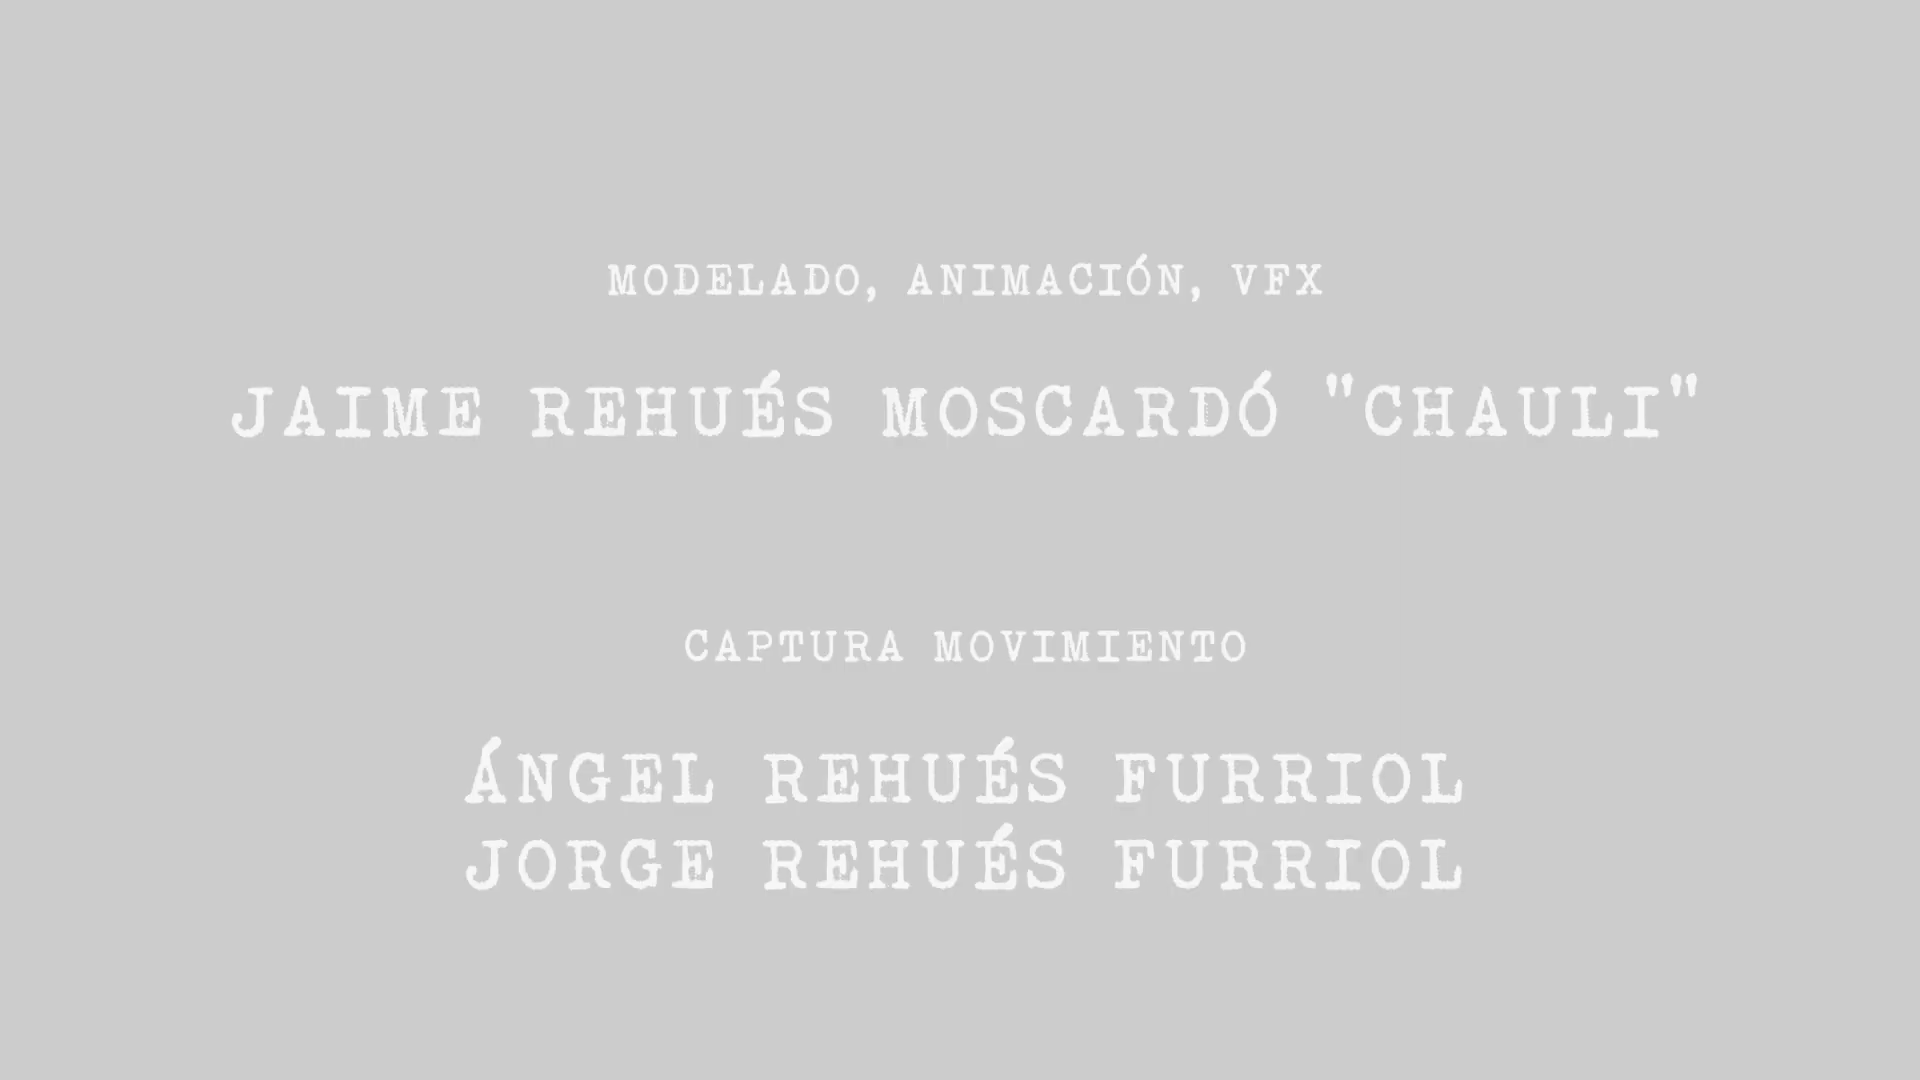 MODELADO, ANIMACIÓN, VFX
JAIME REHUÉS MOSCARDÓ "CHAULI"
CAPTURA MOVIMIENTO
ÁNGEL REHUÉS FURRIOL
JORGE REHUÉS FURRIOL